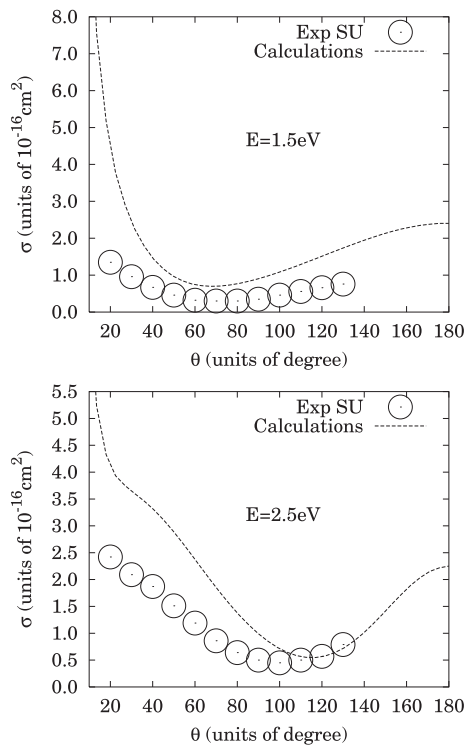 8.0
Exp SU
7.0
Calculations
6.0
5.0
E=1.5eV
4.0
3.0
2.0
1.0
0.0
σ (units of 10⁻¹⁶cm²)
20 40 60 80 100 120 140 160 180
θ (units of degree)
5.5
Exp SU
5.0
Calculations
4.5
4.0
3.5
E=2.5eV
3.0
2.5
2.0
1.5
1.0
0.5
0.0
σ (units of 10⁻¹⁶cm²)
20 40 60 80 100 120 140 160 180
θ (units of degree)